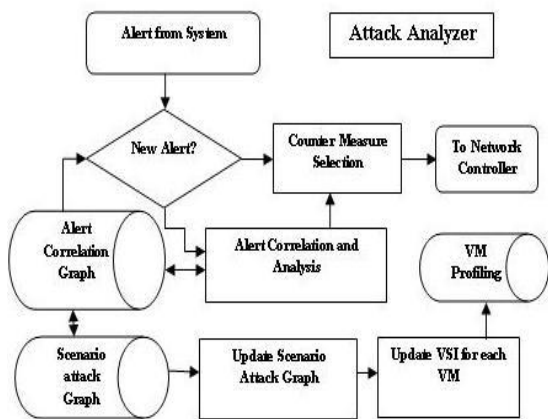 Alert from System
Attack Analyzer
New Alert?
Counter Measure
Selection
To Network
Controller
Alert
Correlation
Graph
Alert Correlation and
Analysis
VM
Profiling
Scenario
attack
Graph
Update Scenario
Attack Graph
Update VSI for each
VM